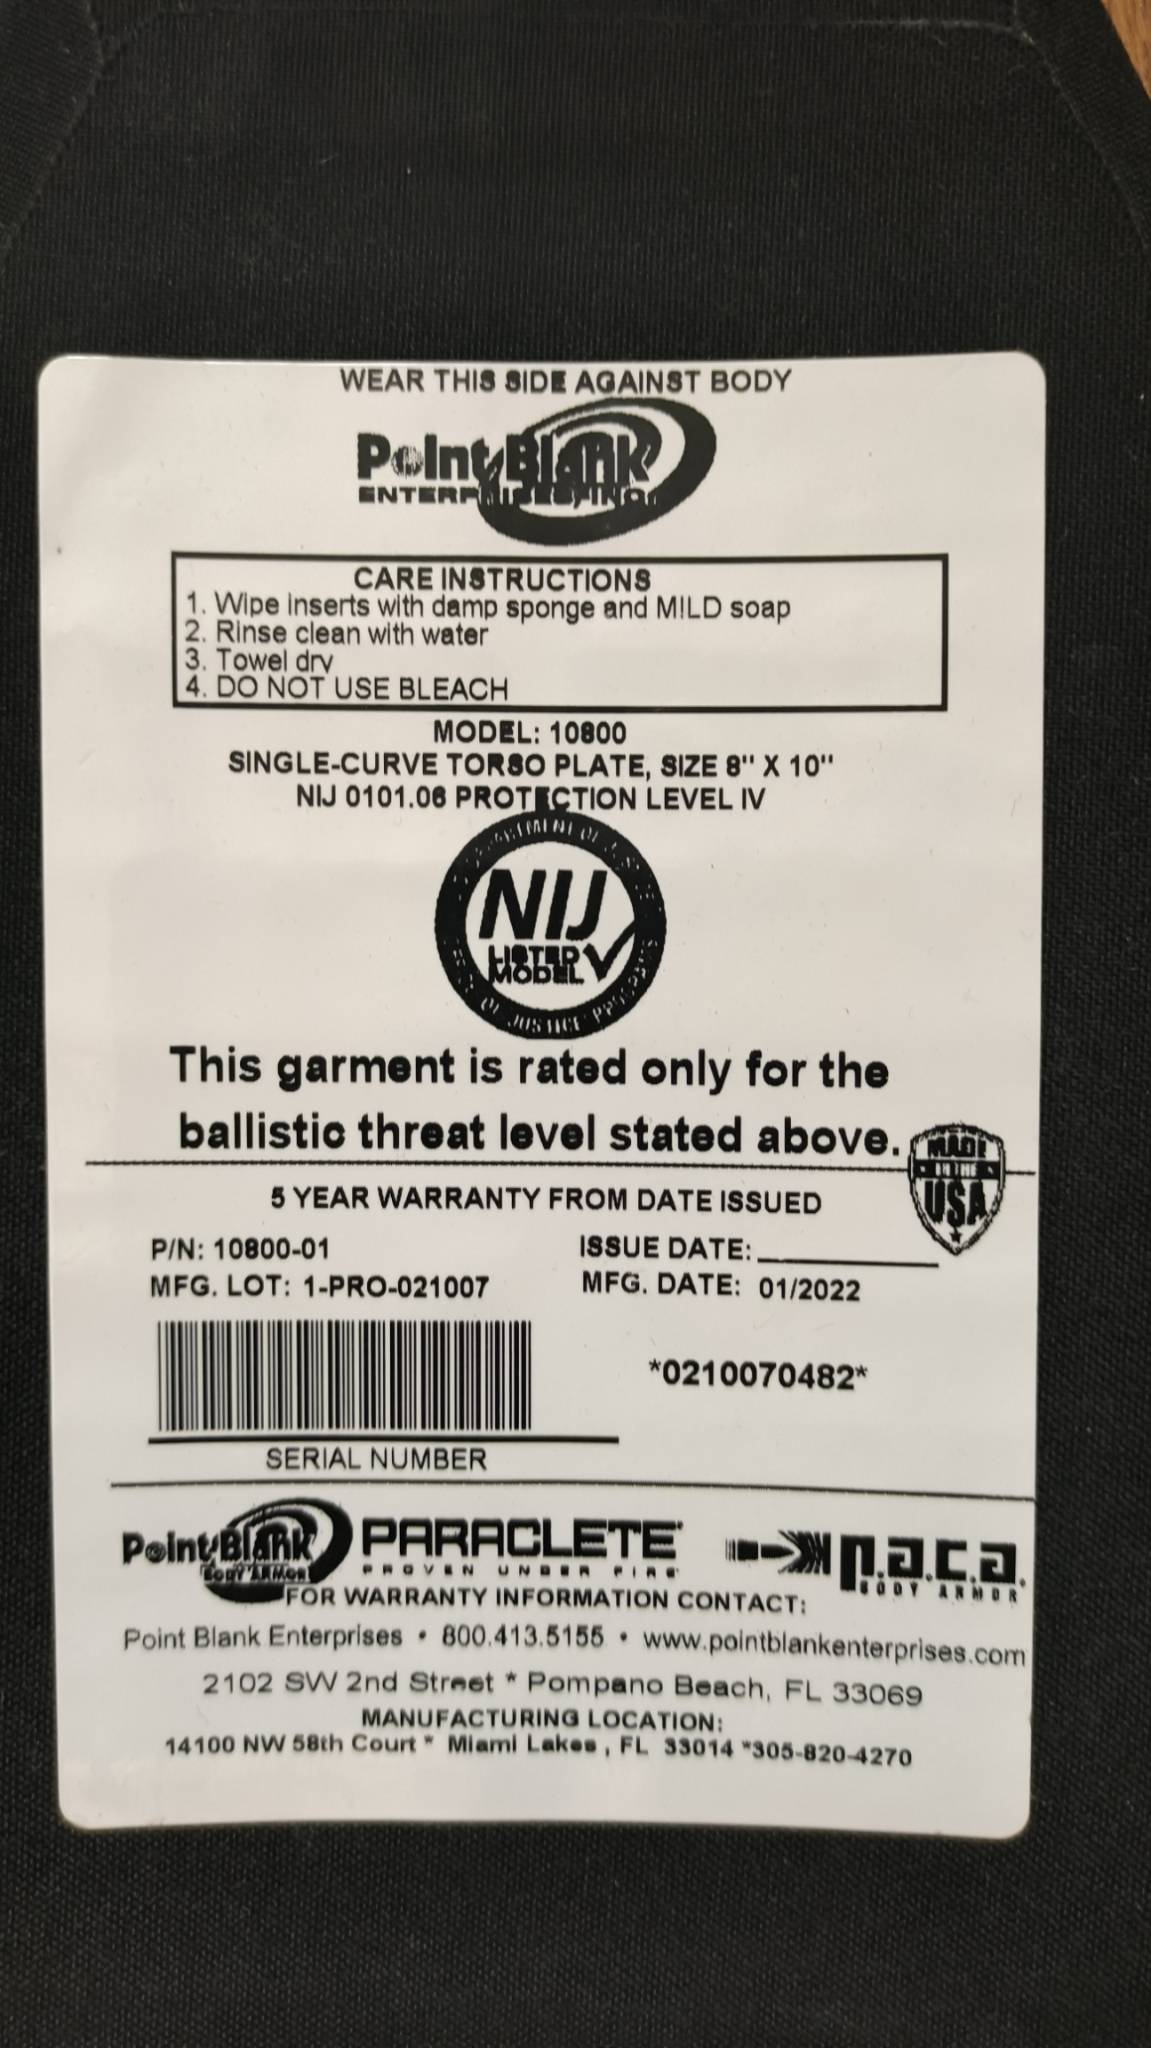 WEAR THIS SIDE AGAINST BODY
Point Blank
ENTERPRISES, INC.
CARE INSTRUCTIONS
1. Wipe inserts with damp sponge and MILD soap
2. Rinse clean with water
3. Towel dry
4. DO NOT USE BLEACH
MODEL: 10800
SINGLE-CURVE TORSO PLATE, SIZE 8" X 10"
NIJ 0101.06 PROTECTION LEVEL IV
NIJ
LISTED
MODEL
OF JUSTICE PROGRAMS
This garment is rated only for the
ballistic threat level stated above.
MADE
IN THE
USA
5 YEAR WARRANTY FROM DATE ISSUED
P/N: 10800-01
ISSUE DATE:
MFG. LOT: 1-PRO-021007
MFG. DATE: 01/2022
*0210070482*
SERIAL NUMBER
Point Blank
BODY ARMOR
PARACLETE
PROVEN UNDER FIRE
p.a.c.a.
BODY ARMOR
FOR WARRANTY INFORMATION CONTACT:
Point Blank Enterprises • 800.413.5155 • www.pointblankenterprises.com
2102 SW 2nd Street * Pompano Beach, FL 33069
MANUFACTURING LOCATION:
14100 NW 58th Court * Miami Lakes , FL 33014 *305-820-4270